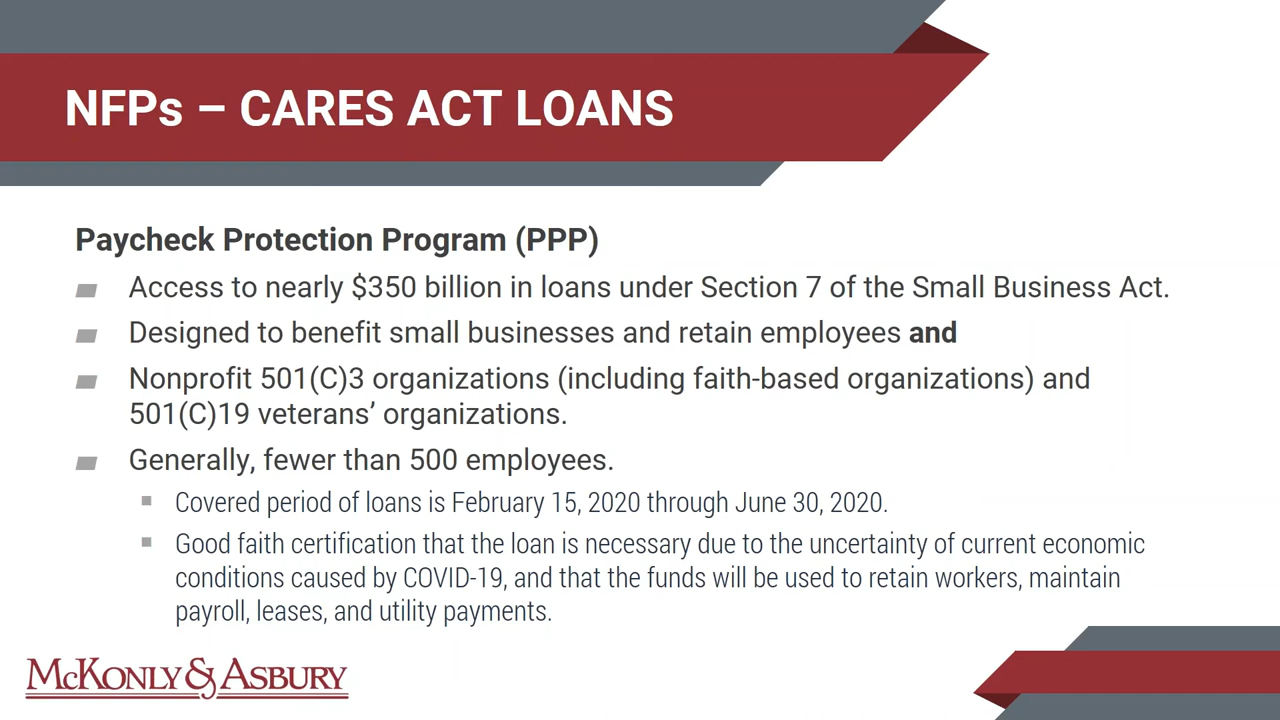 NFPs – CARES ACT LOANS
Paycheck Protection Program (PPP)
Access to nearly $350 billion in loans under Section 7 of the Small Business Act.
Designed to benefit small businesses and retain employees and
Nonprofit 501(C)3 organizations (including faith-based organizations) and
501(C)19 veterans’ organizations.
Generally, fewer than 500 employees.
Covered period of loans is February 15, 2020 through June 30, 2020.
Good faith certification that the loan is necessary due to the uncertainty of current economic
conditions caused by COVID-19, and that the funds will be used to retain workers, maintain
payroll, leases, and utility payments.
McKonly & Asbury